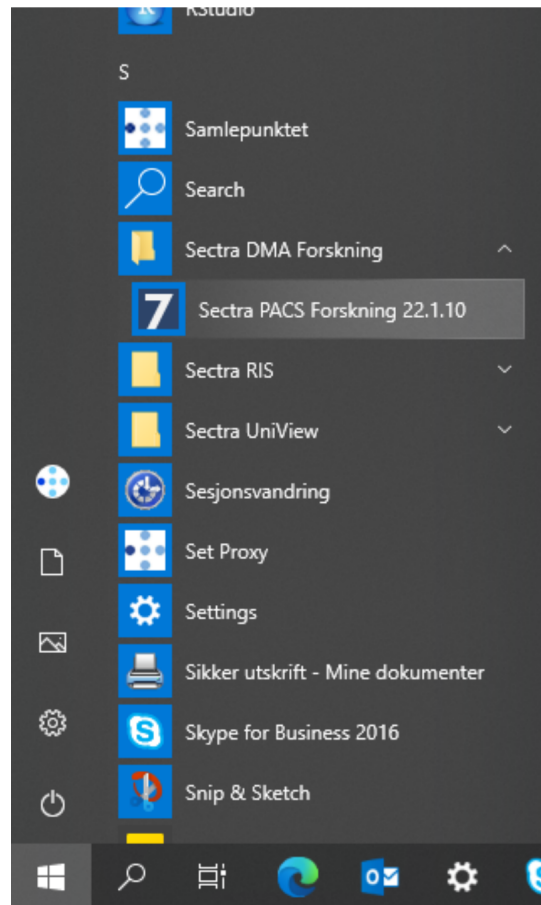 RStudio
S
Samlepunktet
Search
Sectra DMA Forskning
7 Sectra PACS Forskning 22.1.10
Sectra RIS
Sectra UniView
Sesjonsvandring
Set Proxy
Settings
Sikker utskrift - Mine dokumenter
Skype for Business 2016
Snip & Sketch